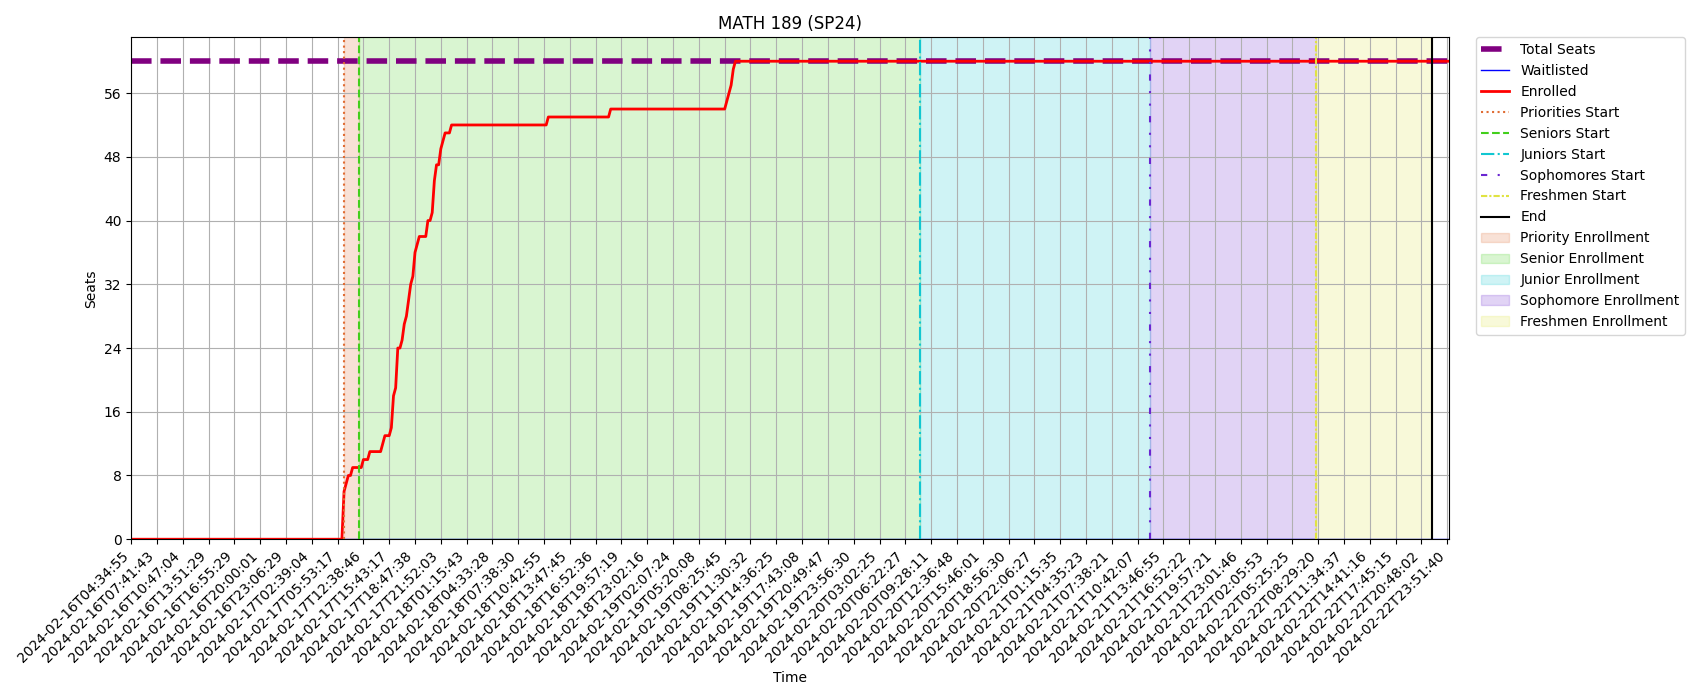 MATH 189 (SP24)
Total Seats
Waitlisted
Enrolled
Priorities Start
Seniors Start
Juniors Start
Sophomores Start
Freshmen Start
End
Priority Enrollment
Senior Enrollment
Junior Enrollment
Sophomore Enrollment
Freshmen Enrollment
Seats
56
48
40
32
24
16
8
0
2024-02-16T04:34:55
2024-02-16T07:41:43
2024-02-16T10:47:04
2024-02-16T13:51:29
2024-02-16T16:55:29
2024-02-16T20:00:01
2024-02-16T23:06:29
2024-02-17T02:39:04
2024-02-17T05:53:17
2024-02-17T12:38:46
2024-02-17T15:43:17
2024-02-17T18:47:38
2024-02-17T21:52:03
2024-02-18T01:15:43
2024-02-18T04:33:28
2024-02-18T07:38:30
2024-02-18T10:42:55
2024-02-18T13:47:45
2024-02-18T16:52:36
2024-02-18T19:57:19
2024-02-18T23:02:16
2024-02-19T02:07:24
2024-02-19T05:20:08
2024-02-19T08:25:45
2024-02-19T11:30:32
2024-02-19T14:36:25
2024-02-19T17:43:08
2024-02-19T20:49:47
2024-02-19T23:56:30
2024-02-20T03:02:25
2024-02-20T06:22:27
2024-02-20T09:28:11
2024-02-20T12:36:48
2024-02-20T15:46:01
2024-02-20T18:56:30
2024-02-20T22:06:27
2024-02-21T01:15:35
2024-02-21T04:35:23
2024-02-21T07:38:21
2024-02-21T10:42:07
2024-02-21T13:46:55
2024-02-21T16:52:22
2024-02-21T19:57:21
2024-02-21T23:01:46
2024-02-22T02:05:53
2024-02-22T05:25:25
2024-02-22T08:29:20
2024-02-22T11:34:37
2024-02-22T14:41:16
2024-02-22T17:45:15
2024-02-22T20:48:02
2024-02-22T23:51:40
Time